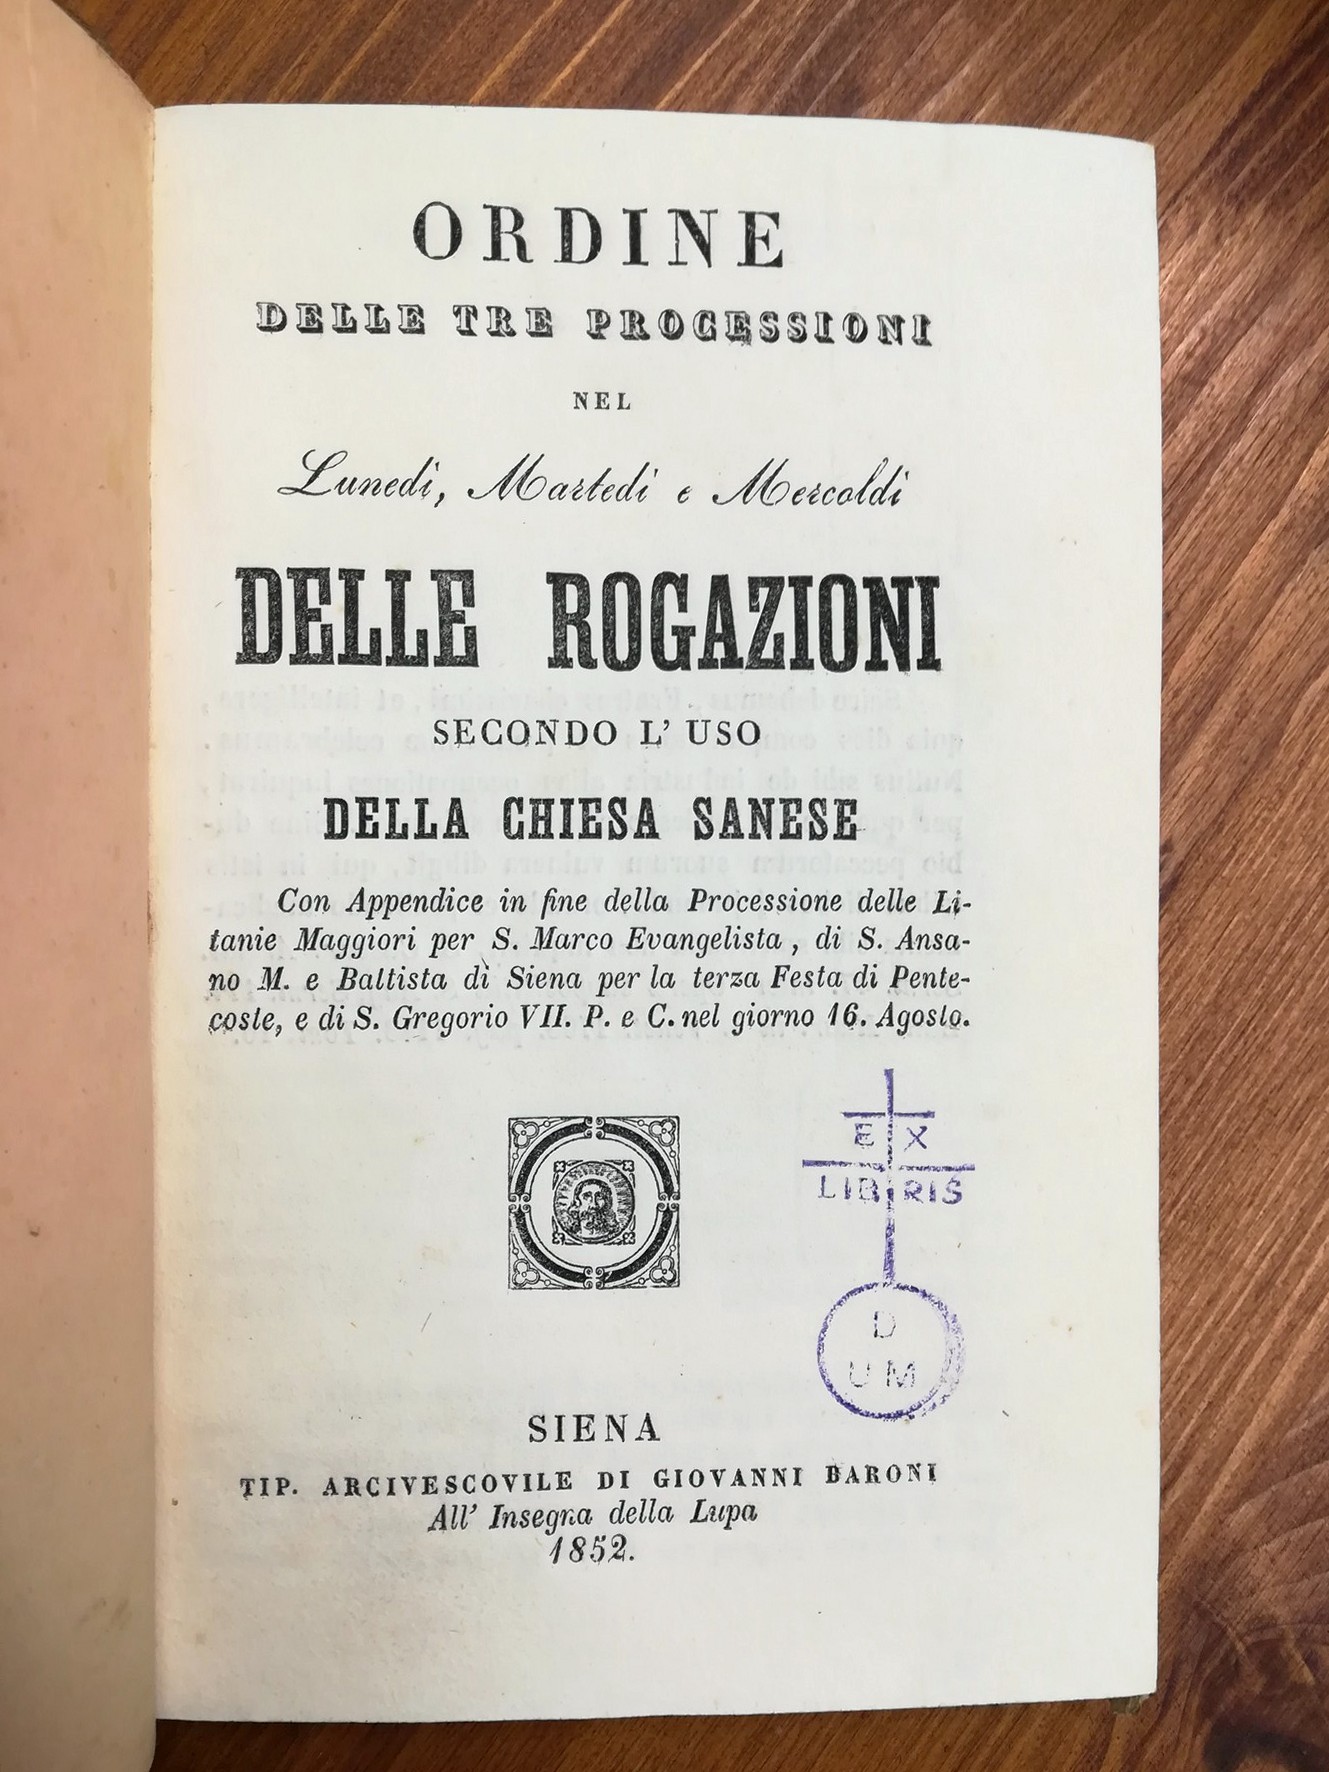 ORDINE
DELLE TRE PROCESSIONI
NEL
Lunedì, Martedì e Mercoldì
DELLE ROGAZIONI
SECONDO L' USO
DELLA CHIESA SANESE
Con Appendice in fine della Processione delle Li-
tanie Maggiori per S. Marco Evangelista, di S. Ansa-
no M. e Battista di Siena per la terza Festa di Pente-
coste, e di S. Gregorio VII. P. e C. nel giorno 16. Agosto.
EX
LIBRIS
D
UM
SIENA
TIP. ARCIVESCOVILE DI GIOVANNI BARONI
All' Insegna della Lupa
1852.